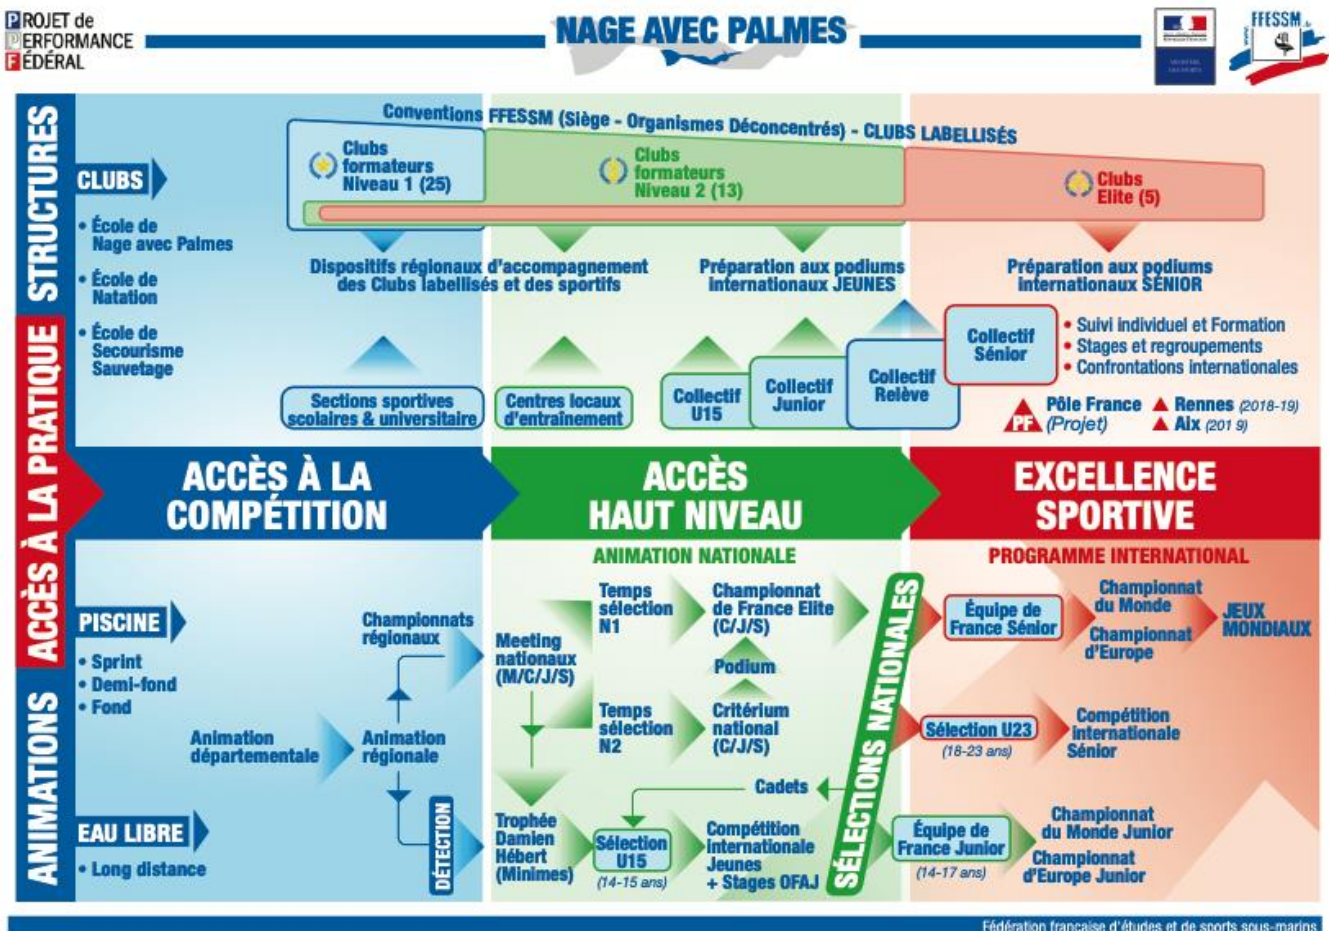 PROJET de
PERFORMANCE
FÉDÉRAL
NAGE AVEC PALMES
FFESSM
STRUCTURES
ACCÈS À LA PRATIQUE
ANIMATIONS
Conventions FFESSM (Siège - Organismes Déconcentrés) - CLUBS LABELLISÉS
CLUBS
• École de
Nage avec Palmes
• École de
Natation
• École de
Secourisme
Sauvetage
Clubs
formateurs
Niveau 1 (25)
Clubs
formateurs
Niveau 2 (13)
Clubs
Elite (5)
Dispositifs régionaux d'accompagnement
des Clubs labellisés et des sportifs
Préparation aux podiums
internationaux JEUNES
Préparation aux podiums
internationaux SÉNIOR
Sections sportives
scolaires & universitaire
Centres locaux
d'entraînement
Collectif
U15
Collectif
Junior
Collectif
Relève
Collectif
Sénior
• Suivi individuel et Formation
• Stages et regroupements
• Confrontations internationales
PF
Pôle France
(Projet)
Rennes (2018-19)
Aix (201 9)
ACCÈS À LA
COMPÉTITION
ACCÈS
HAUT NIVEAU
EXCELLENCE
SPORTIVE
ANIMATION NATIONALE
PROGRAMME INTERNATIONAL
PISCINE
• Sprint
• Demi-fond
• Fond
EAU LIBRE
• Long distance
Animation
départementale
Animation
régionale
Championnats
régionaux
DÉTECTION
Meeting
nationaux
(M/C/J/S)
Temps
sélection
N1
Championnat
de France Elite
(C/J/S)
Podium
Temps
sélection
N2
Critérium
national
(C/J/S)
Cadets
Trophée
Damien
Hébert
(Minimes)
Sélection
U15
(14-15 ans)
Compétition
internationale
Jeunes
+ Stages OFAJ
SÉLECTIONS NATIONALES
Équipe de
France Sénior
Championnat
du Monde
Championnat
d'Europe
JEUX
MONDIAUX
Sélection U23
(18-23 ans)
Compétition
internationale
Sénior
Équipe de
France Junior
(14-17 ans)
Championnat
du Monde Junior
Championnat
d'Europe Junior
Fédération française d'études et de sports sous-marins